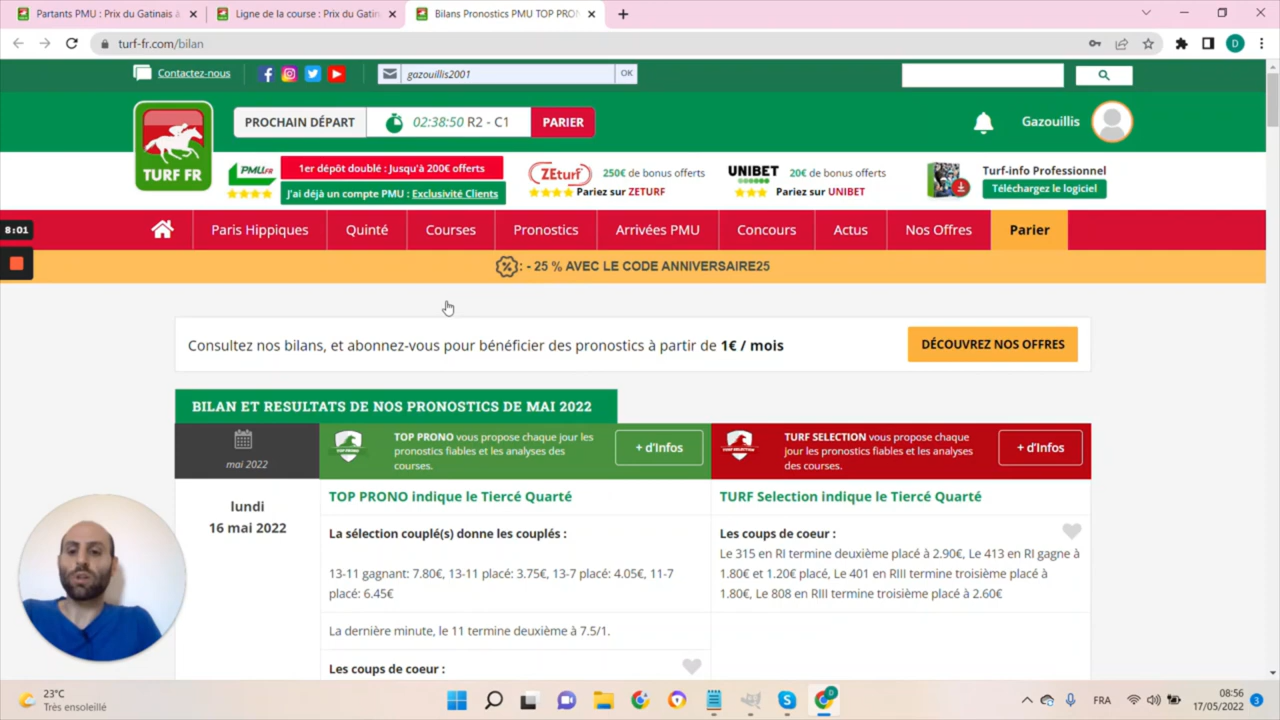 Partants PMU : Prix du Gatinais à
Ligne de la course : Prix du Gatin
Bilans Pronostics PMU TOP PRON
turf-fr.com/bilan
D
Contactez-nous
gazouillis2001
OK
TURF FR
PROCHAIN DÉPART
02:38:50 R2 - C1
PARIER
Gazouillis
PMU.FR
1er dépôt doublé : Jusqu'à 200€ offerts
J'ai déjà un compte PMU : Exclusivité Clients
ZEturf
250€ de bonus offerts
Pariez sur ZETURF
UNIBET
20€ de bonus offerts
Pariez sur UNIBET
Turf-info Professionnel
Téléchargez le logiciel
8:01
Paris Hippiques
Quinté
Courses
Pronostics
Arrivées PMU
Concours
Actus
Nos Offres
Parier
: - 25 % AVEC LE CODE ANNIVERSAIRE25
Consultez nos bilans, et abonnez-vous pour bénéficier des pronostics à partir de 1€ / mois
DÉCOUVREZ NOS OFFRES
BILAN ET RESULTATS DE NOS PRONOSTICS DE MAI 2022
mai 2022
TOP PRONO vous propose chaque jour les
pronostics fiables et les analyses des
courses.
+ d'Infos
TURF SELECTION vous propose chaque
jour les pronostics fiables et les analyses
des courses.
+ d'Infos
lundi
16 mai 2022
TOP PRONO indique le Tiercé Quarté
La sélection couplé(s) donne les couplés :
13-11 gagnant: 7.80€, 13-11 placé: 3.75€, 13-7 placé: 4.05€, 11-7
placé: 6.45€
La dernière minute, le 11 termine deuxième à 7.5/1.
Les coups de coeur :
TURF Selection indique le Tiercé Quarté
Les coups de coeur :
Le 315 en RI termine deuxième placé à 2.90€, Le 413 en RI gagne à
1.80€ et 1.20€ placé, Le 401 en RIII termine troisième placé à
1.80€, Le 808 en RIII termine troisième placé à 2.60€
23°C
Très ensoleillé
D
FRA
08:56
17/05/2022
3